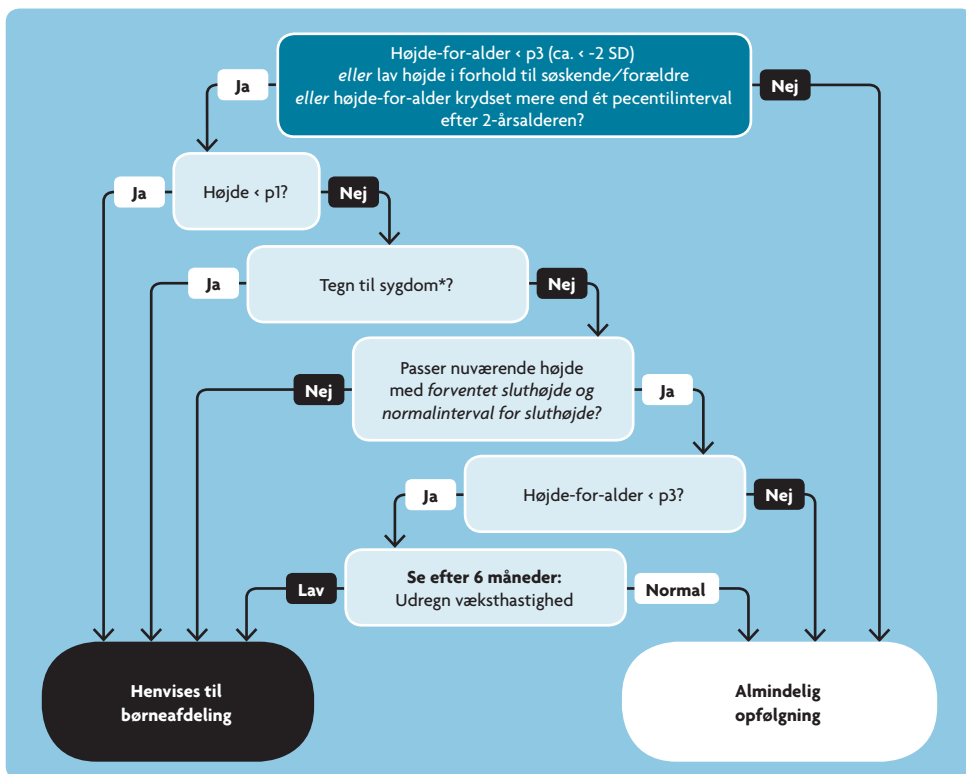 Højde-for-alder < p3 (ca. < -2 SD)
eller lav højde i forhold til søskende/forældre
eller højde-for-alder krydset mere end ét pecentilinterval
efter 2-årsalderen?
Ja
Nej
Ja
Højde < p1?
Nej
Ja
Tegn til sygdom*?
Nej
Nej
Passer nuværende højde
med forventet sluthøjde og
normalinterval for sluthøjde?
Ja
Ja
Højde-for-alder < p3?
Nej
Lav
Se efter 6 måneder:
Udregn væksthastighed
Normal
Henvises til
børneafdeling
Almindelig
opfølgning